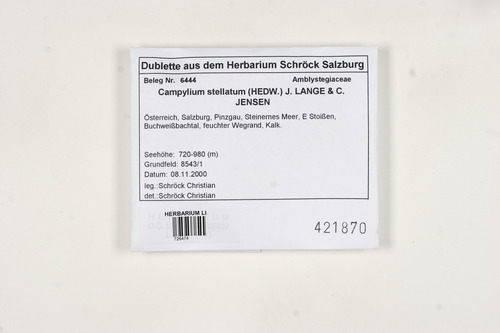 Dublette aus dem Herbarium Schröck Salzburg
Beleg Nr. 6444 Amblystegiaceae
Campylium stellatum (HEDW.) J. LANGE & C.
JENSEN
Österreich, Salzburg, Pinzgau, Steinernes Meer, E Stoißen,
Buchweißbachtal, feuchter Wegrand, Kalk.
Seehöhe: 720-980 (m)
Grundfeld: 8543/1
Datum: 08.11.2000
leg.:Schröck Christian
det.:Schröck Christian
HERBARIUM LI
726474
421870